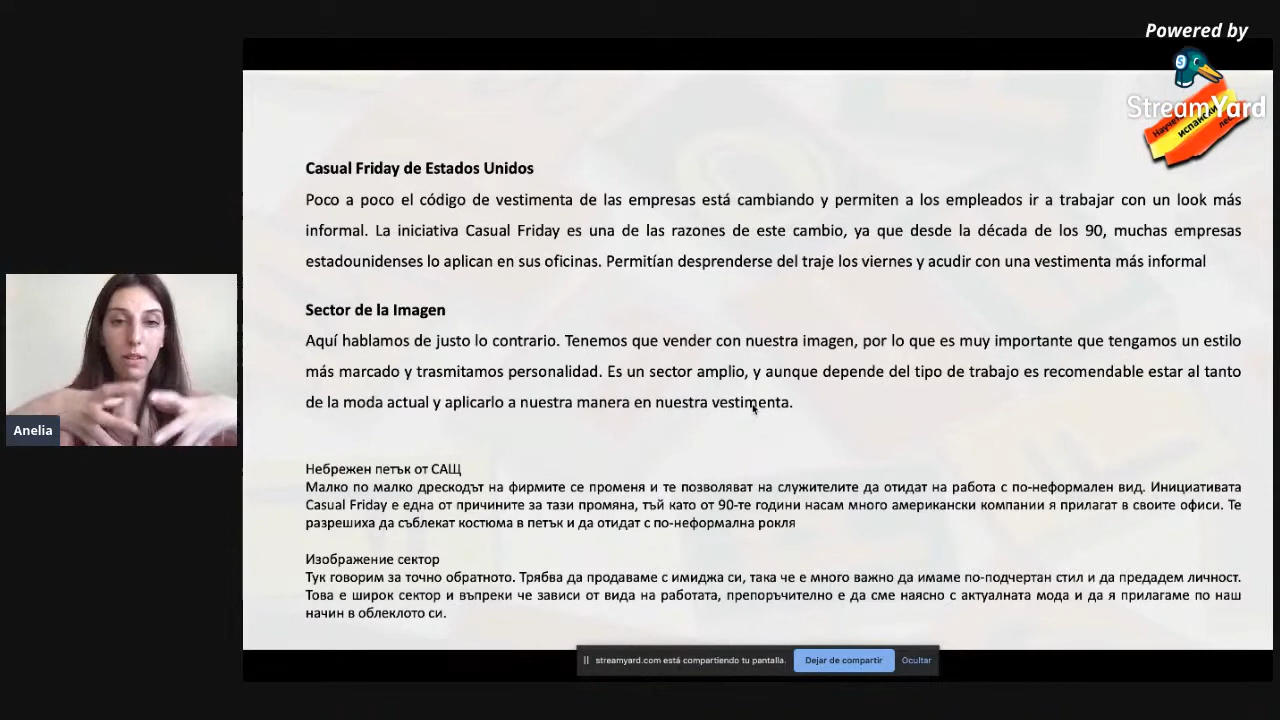 Powered by
StreamYard
испански
Casual Friday de Estados Unidos
Poco a poco el código de vestimenta de las empresas está cambiando y permiten a los empleados ir a trabajar con un look más
informal. La iniciativa Casual Friday es una de las razones de este cambio, ya que desde la década de los 90, muchas empresas
estadounidenses lo aplican en sus oficinas. Permitían desprenderse del traje los viernes y acudir con una vestimenta más informal
Sector de la Imagen
Aquí hablamos de justo lo contrario. Tenemos que vender con nuestra imagen, por lo que es muy importante que tengamos un estilo
más marcado y trasmitamos personalidad. Es un sector amplio, y aunque depende del tipo de trabajo es recomendable estar al tanto
de la moda actual y aplicarlo a nuestra manera en nuestra vestimenta.
Anelia
Небрежен петък от САЩ
Малко по малко дрескодът на фирмите се променя и те позволяват на служителите да отидат на работа с по-неформален вид. Инициативата
Casual Friday е една от причините за тази промяна, тъй като от 90-те години насам много американски компании я прилагат в своите офиси. Те
разрешиха да съблекат костюма в петък и да отидат с по-неформална рокля
Изображение сектор
Тук говорим за точно обратното. Трябва да продаваме с имиджа си, така че е много важно да имаме по-подчертан стил и да предадем личност.
Това е широк сектор и въпреки че зависи от вида на работата, препоръчително е да сме наясно с актуалната мода и да я прилагаме по наш
начин в облеклото си.
streamyard.com está compartiendo tu pantalla. Dejar de compartir Ocultar